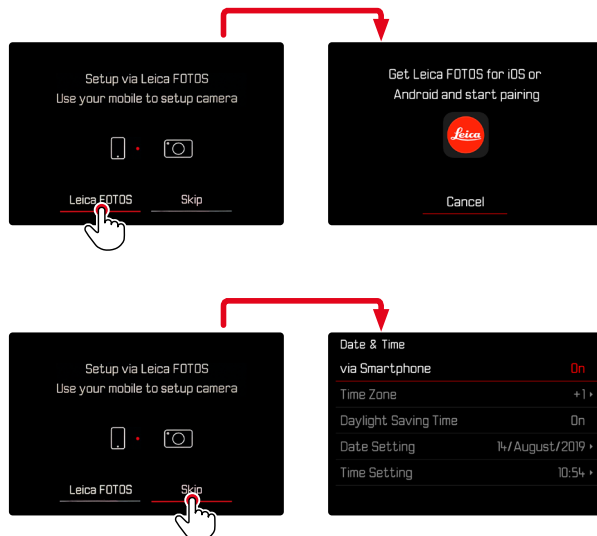 Setup via Leica FOTOS
Use your mobile to setup camera
Leica FOTOS Skip
Get Leica FOTOS for iOS or
Android and start pairing
Leica
Cancel
Setup via Leica FOTOS
Use your mobile to setup camera
Leica FOTOS Skip
Date & Time
via Smartphone On
Time Zone +1
Daylight Saving Time On
Date Setting 14/August/2019
Time Setting 10:54